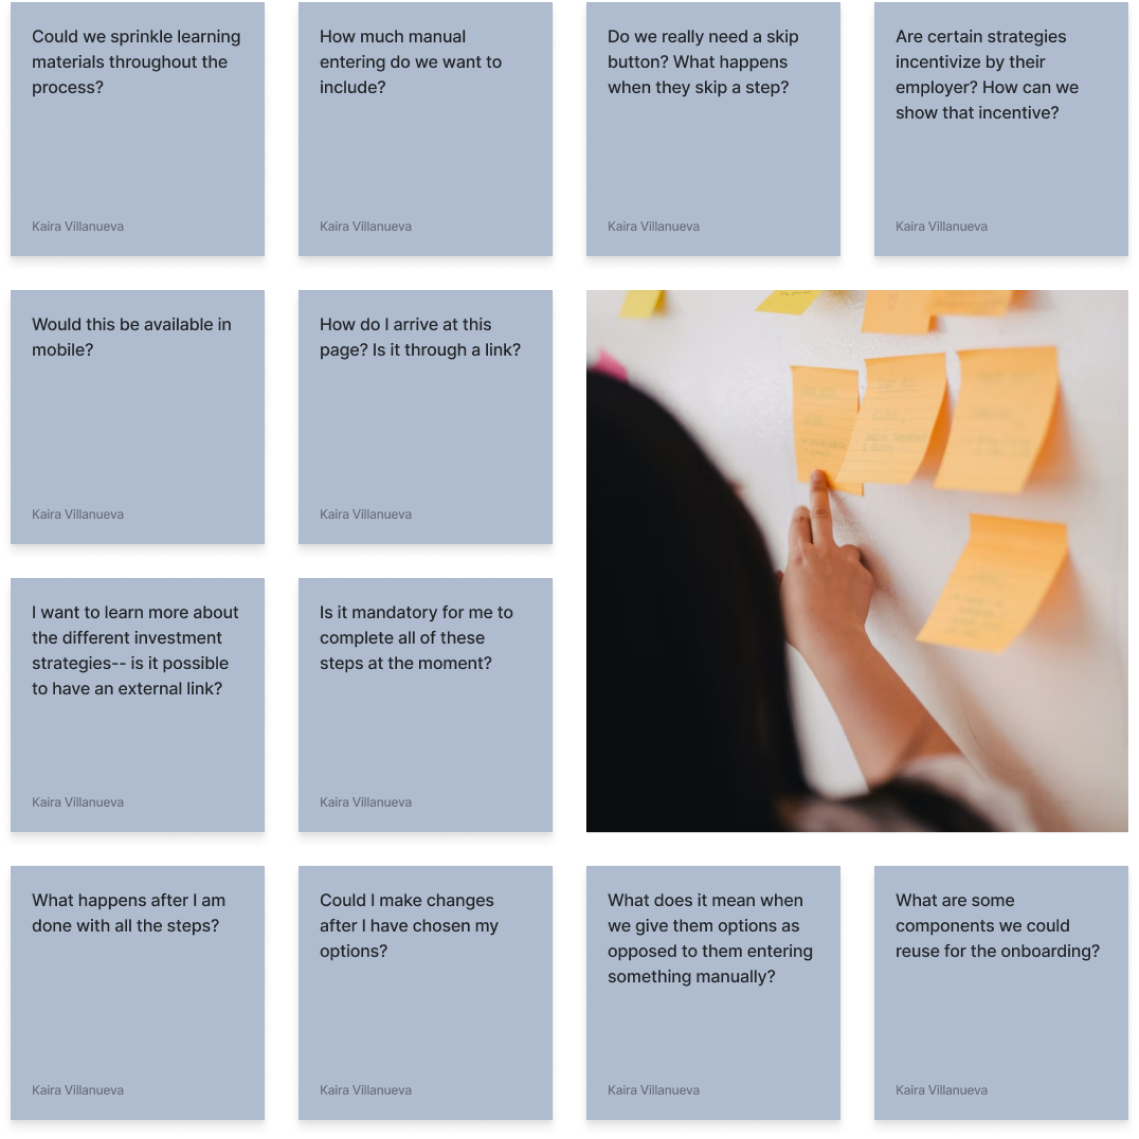 Could we sprinkle learning
materials throughout the
process?
Kaira Villanueva
How much manual
entering do we want to
include?
Kaira Villanueva
Do we really need a skip
button? What happens
when they skip a step?
Kaira Villanueva
Are certain strategies
incentivize by their
employer? How can we
show that incentive?
Kaira Villanueva
Would this be available in
mobile?
Kaira Villanueva
How do I arrive at this
page? Is it through a link?
Kaira Villanueva
I want to learn more about
the different investment
strategies-- is it possible
to have an external link?
Kaira Villanueva
Is it mandatory for me to
complete all of these
steps at the moment?
Kaira Villanueva
What happens after I am
done with all the steps?
Kaira Villanueva
Could I make changes
after I have chosen my
options?
Kaira Villanueva
What does it mean when
we give them options as
opposed to them entering
something manually?
Kaira Villanueva
What are some
components we could
reuse for the onboarding?
Kaira Villanueva